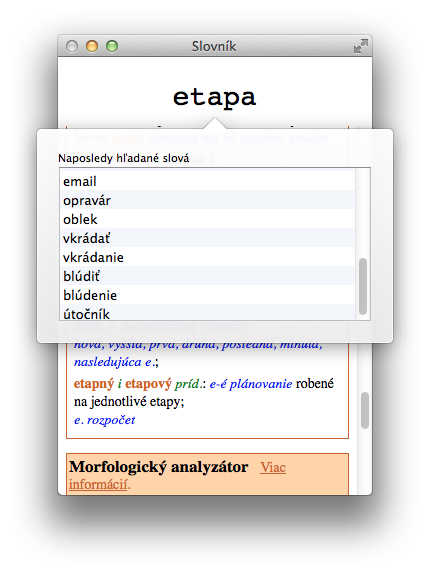 Slovník
etapa
Naposledy hľadané slová
email
opravár
oblek
vkrádať
vkrádanie
blúdiť
blúdenie
útočník
nová, vyššia, prvá, druhá, posledná, minulá,
nasledujúca e.;
etapný i etapový príd.: e-é plánovanie robené
na jednotlivé etapy;
e. rozpočet
Morfologický analyzátor Viac
informácií.